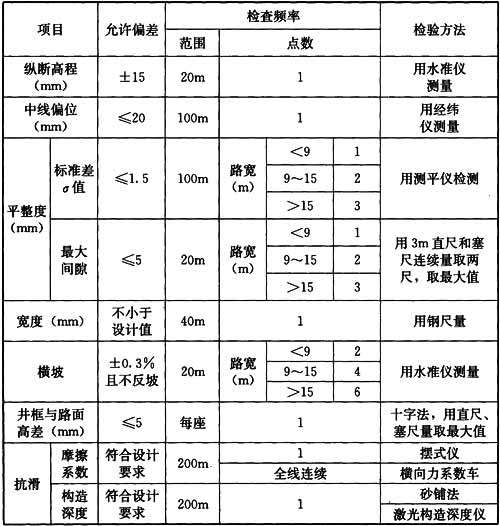 项目 允许偏差 检查频率 检验方法
范围 点数
纵断高程
(mm) ±15 20m 1 用水准仪
测量
中线偏位
(mm) ≤20 100m 1 用经纬
仪测量
平整度
(mm) 标准差
σ值 ≤1.5 100m 路宽
(m) <9 1 用测平仪检测
9~15 2
>15 3
最大
间隙 ≤5 20m 路宽
(m) <9 1 用3m直尺和塞
尺连续量取两
尺，取最大值
9~15 2
>15 3
宽度(mm) 不小于
设计值 40m 1 用钢尺量
横坡 ±0.3%
且不反坡 20m 路宽
(m) <9 2 用水准仪测量
9~15 4
>15 6
井框与路面
高差(mm) ≤5 每座 1 十字法，用直尺、
塞尺量取最大值
抗滑 摩擦
系数 符合设计
要求 200m 1 摆式仪
全线连续 横向力系数车
构造
深度 符合设计
要求 200m 1 砂铺法
激光构造深度仪